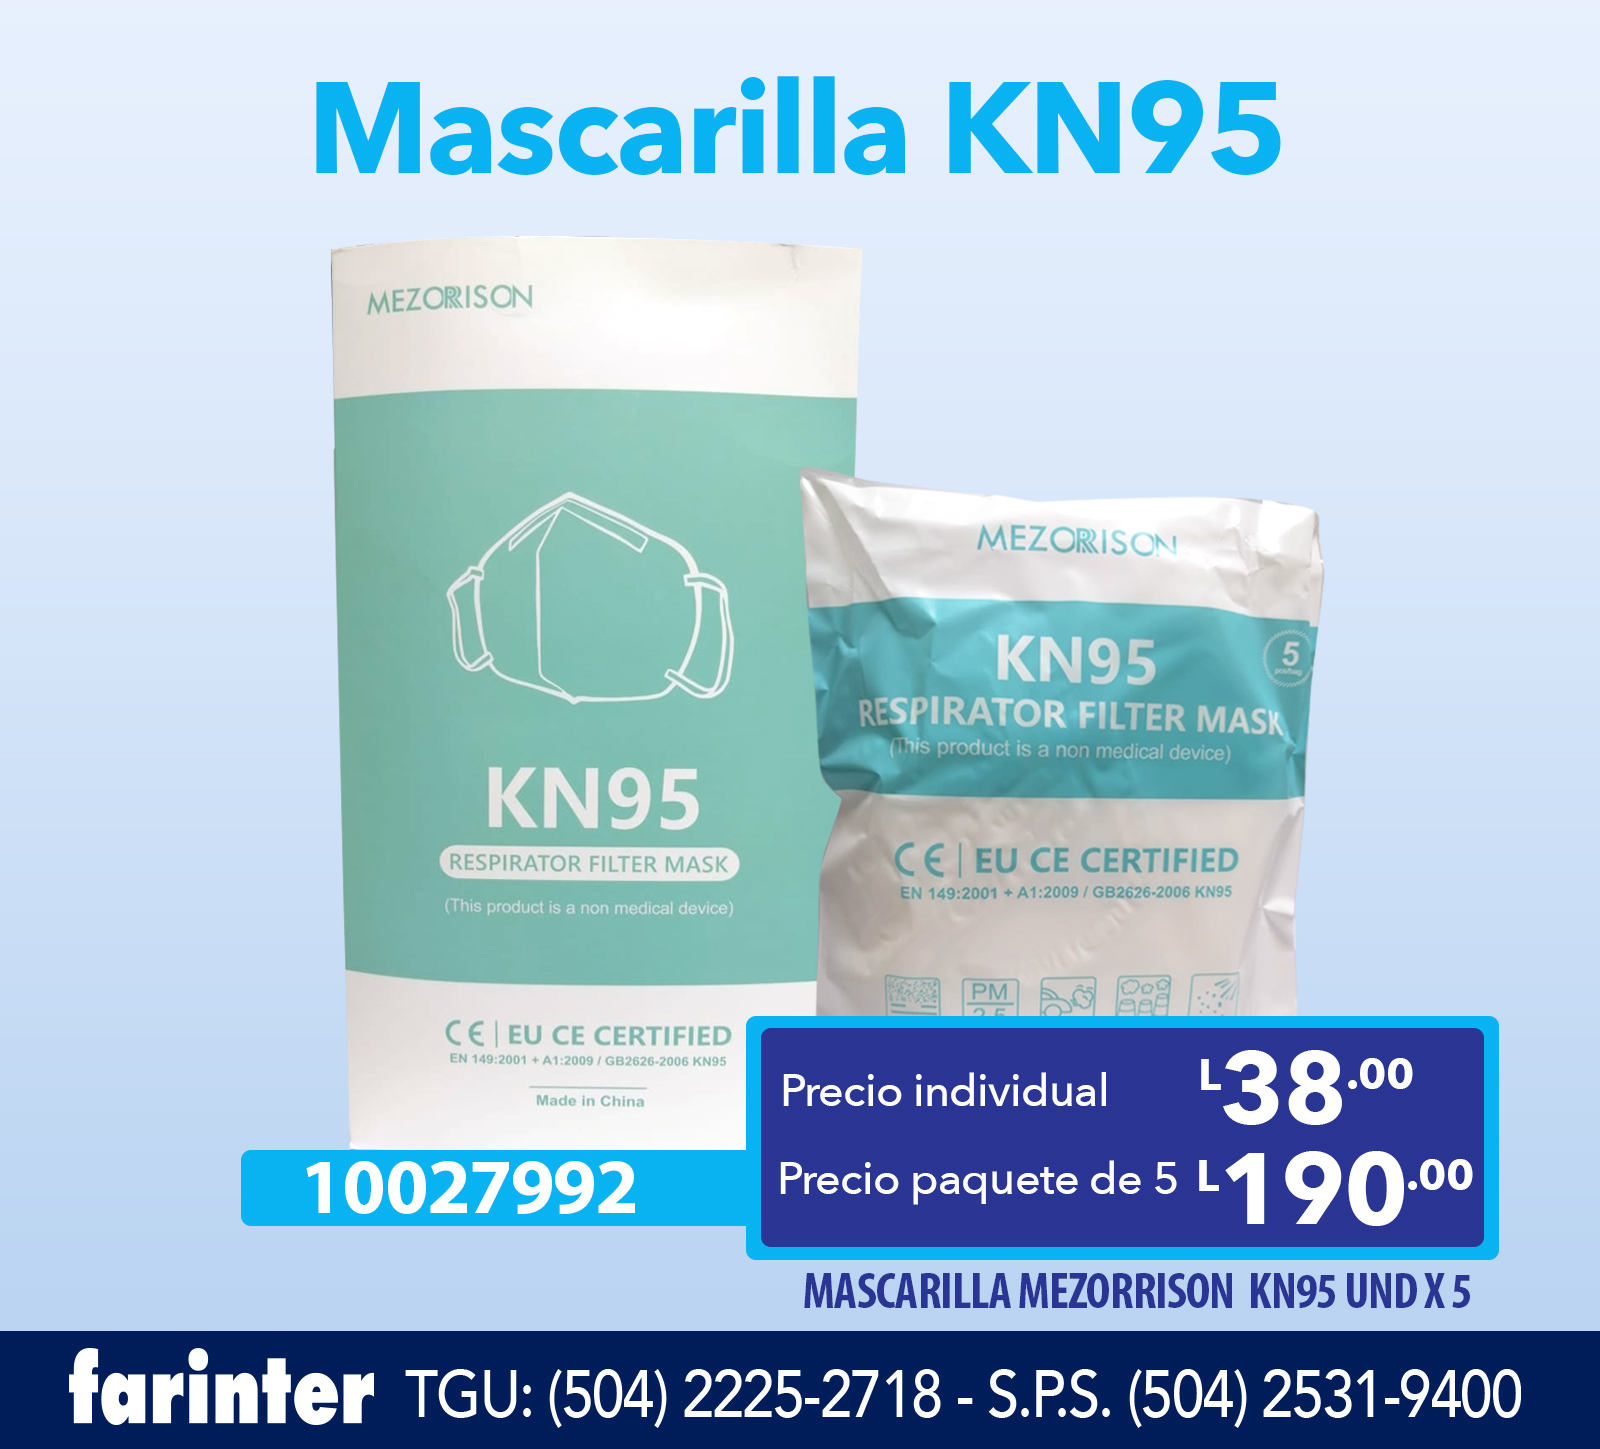 Mascarilla KN95
MEZORRISON
KN95
RESPIRATOR FILTER MASK
(This product is a non medical device)
CE | EU CE CERTIFIED
EN 149:2001 + A1:2009 / GB2626-2006 KN95
Made in China
MEZORRISON
KN95
5
pcs/bag
RESPIRATOR FILTER MASK
(This product is a non medical device)
CE | EU CE CERTIFIED
EN 149:2001 + A1:2009 / GB2626-2006 KN95
PM
2.5
Precio individual L38.00
Precio paquete de 5 L190.00
10027992
MASCARILLA MEZORRISON KN95 UND X 5
farinter TGU: (504) 2225-2718 - S.P.S. (504) 2531-9400